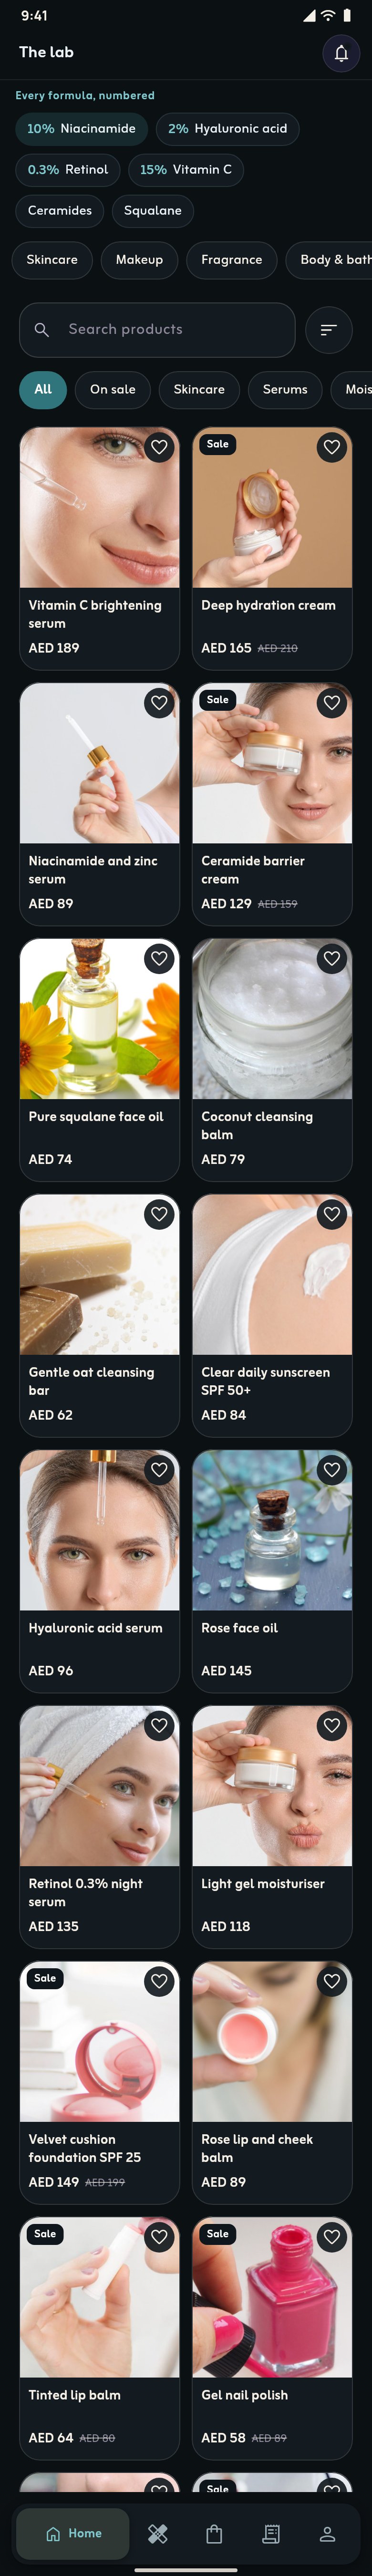 9:41
The lab
Every formula, numbered
10% Niacinamide
2% Hyaluronic acid
0.3% Retinol
15% Vitamin C
Ceramides
Squalane
Skincare
Makeup
Fragrance
Body & bath
Search products
All
On sale
Skincare
Serums
Mois
Vitamin C brightening
serum
AED 189
Sale
Deep hydration cream
AED 165 AED 210
Niacinamide and zinc
serum
AED 89
Sale
Ceramide barrier
cream
AED 129 AED 159
Pure squalane face oil
AED 74
Coconut cleansing
balm
AED 79
Gentle oat cleansing
bar
AED 62
Clear daily sunscreen
SPF 50+
AED 84
Hyaluronic acid serum
AED 96
Rose face oil
AED 145
Retinol 0.3% night
serum
AED 135
Light gel moisturiser
AED 118
Sale
Velvet cushion
foundation SPF 25
AED 149 AED 199
Rose lip and cheek
balm
AED 89
Sale
Tinted lip balm
AED 64 AED 80
Sale
Gel nail polish
AED 58 AED 89
Sale
Home